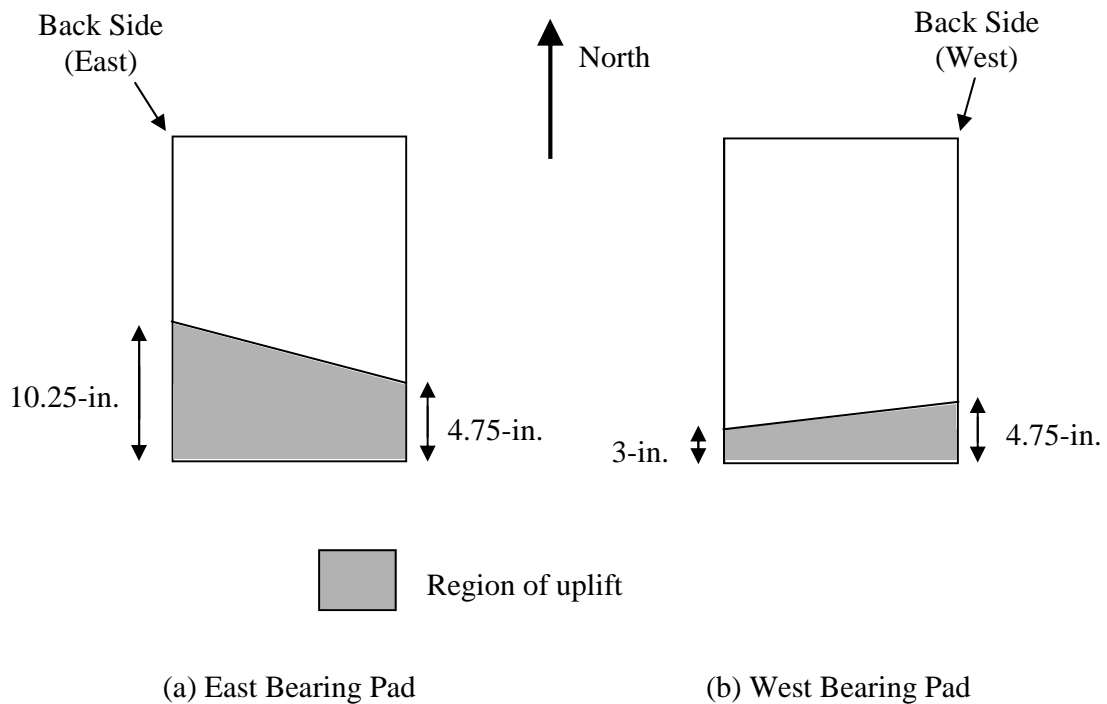 Back Side
(East)
North
Back Side
(West)
10.25-in.
4.75-in.
3-in.
4.75-in.
Region of uplift
(a) East Bearing Pad
(b) West Bearing Pad